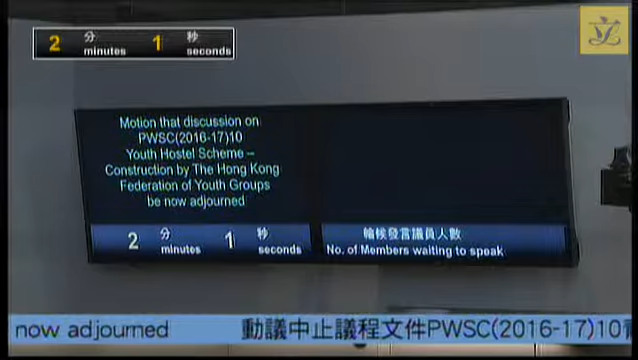 2 分 minutes 1 秒 seconds
立
Motion that discussion on
PWSC(2016-17)10
Youth Hostel Scheme –
Construction by The Hong Kong
Federation of Youth Groups
be now adjourned
2 分 minutes 1 秒 seconds
輪候發言議員人數
No. of Members waiting to speak
now adjourned 動議中止議程文件PWSC(2016-17)10